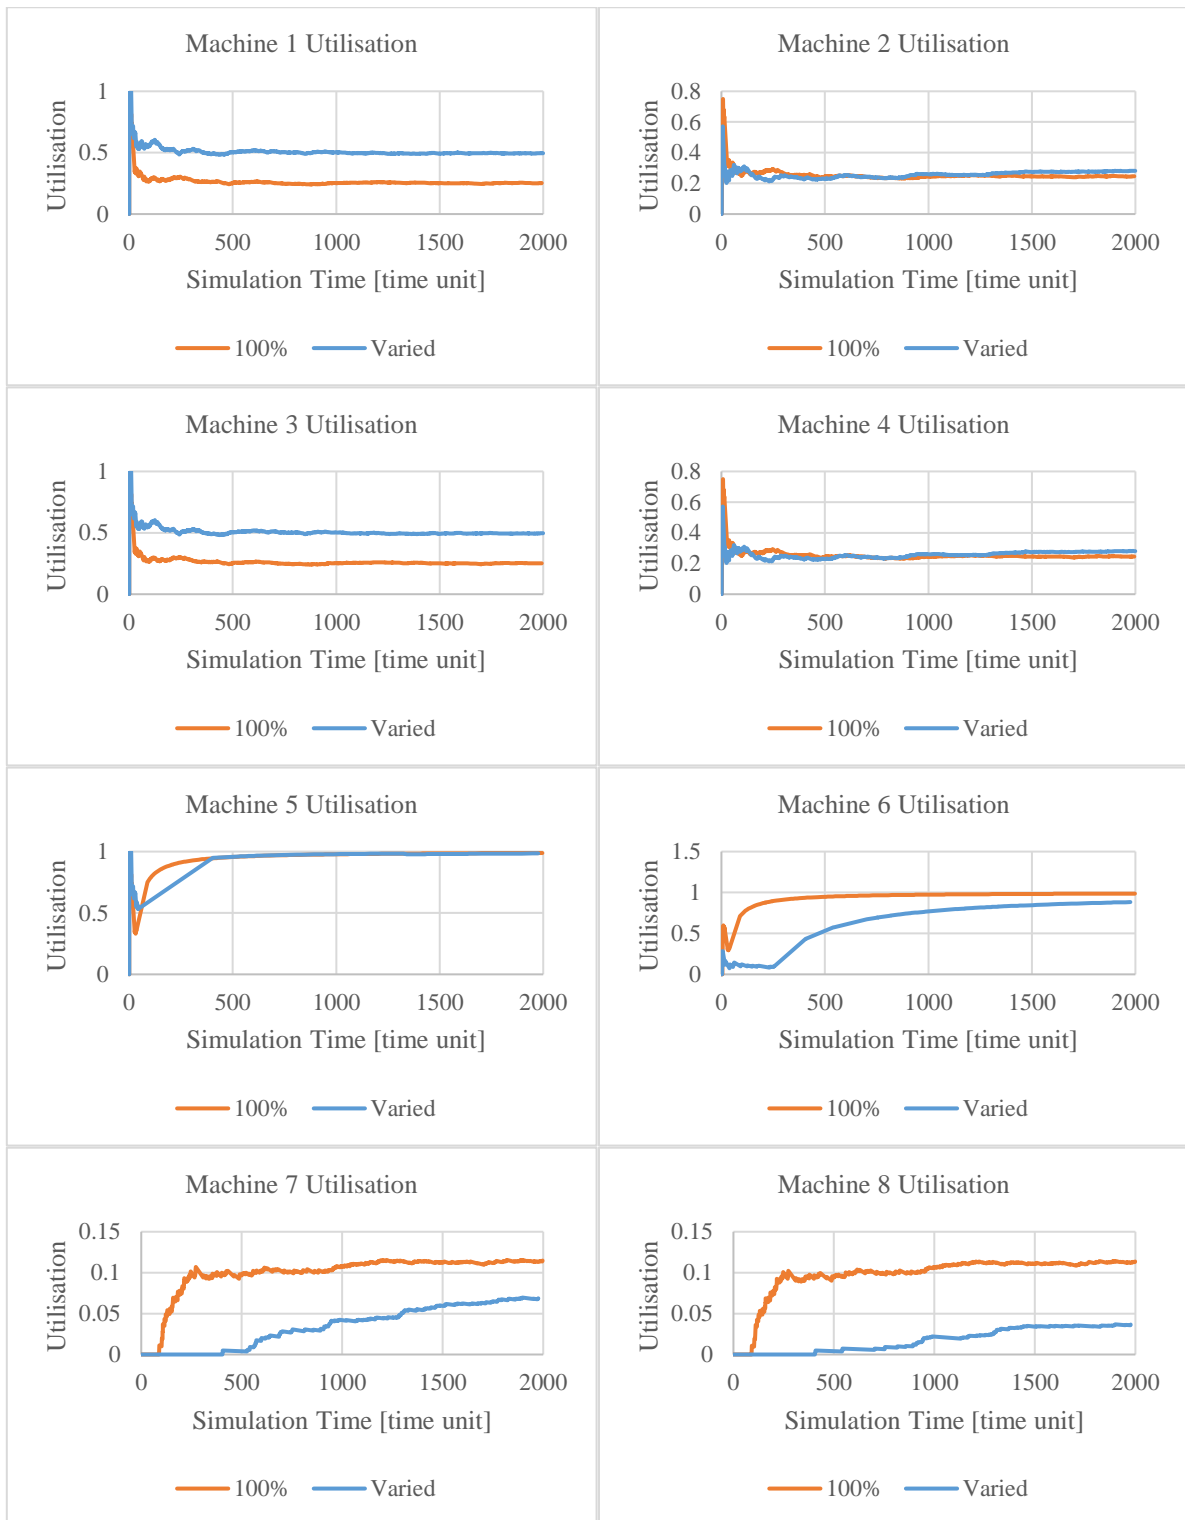 Machine 1 Utilisation
Utilisation
1
0.5
0
0 500 1000 1500 2000
Simulation Time [time unit]
100% Varied
Machine 2 Utilisation
Utilisation
0.8
0.6
0.4
0.2
0
0 500 1000 1500 2000
Simulation Time [time unit]
100% Varied
Machine 3 Utilisation
Utilisation
1
0.5
0
0 500 1000 1500 2000
Simulation Time [time unit]
100% Varied
Machine 4 Utilisation
Utilisation
0.8
0.6
0.4
0.2
0
0 500 1000 1500 2000
Simulation Time [time unit]
100% Varied
Machine 5 Utilisation
Utilisation
1
0.5
0
0 500 1000 1500 2000
Simulation Time [time unit]
100% Varied
Machine 6 Utilisation
Utilisation
1.5
1
0.5
0
0 500 1000 1500 2000
Simulation Time [time unit]
100% Varied
Machine 7 Utilisation
Utilisation
0.15
0.1
0.05
0
0 500 1000 1500 2000
Simulation Time [time unit]
100% Varied
Machine 8 Utilisation
Utilisation
0.15
0.1
0.05
0
0 500 1000 1500 2000
Simulation Time [time unit]
100% Varied